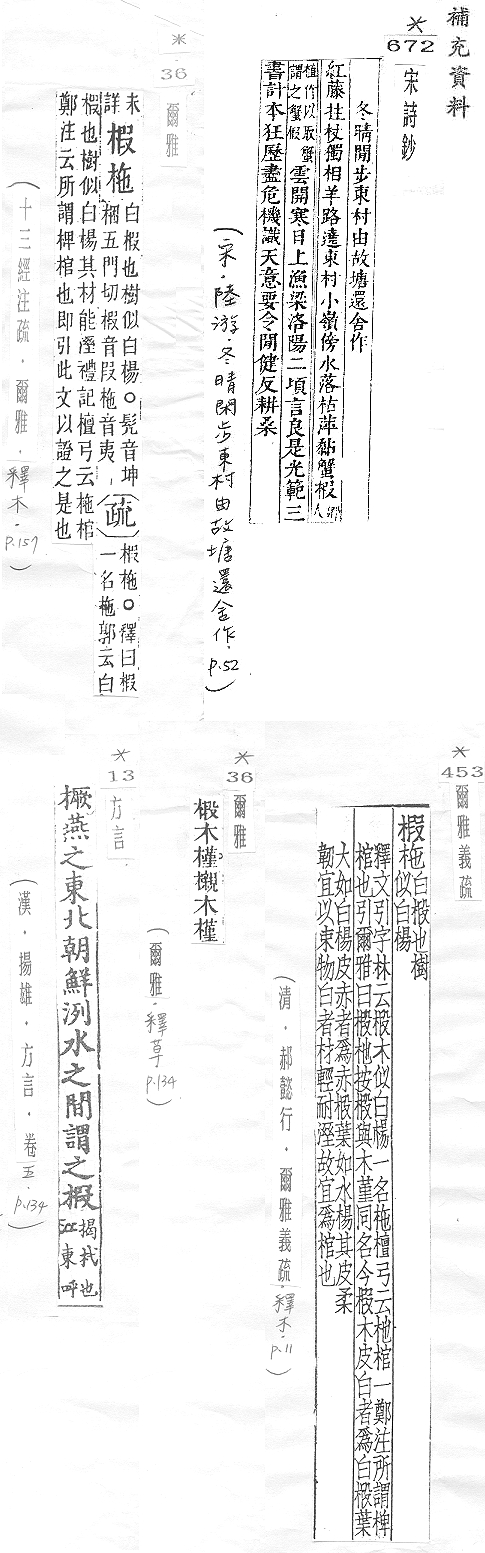 補充資料
672
宋詩鈔
冬晴閒步東村由故塘還舍作
紅藤拄杖獨相羊路遶東村小嶺傍水落枯萍黏蟹椵鄉人
植竹以取蟹
謂之蟹椵
雲開寒日上漁梁洛陽二頃言良是光範三
書計本狂歷盡危機識天意要令閒健反耕桑
(宋·陸游·冬晴閒步東村由故塘還舍作·P.52)
36
爾雅
未詳
椵柂
白椵也樹似白楊○髡音坤
梱五門切椵音段柂音夷
疏
椵柂○釋曰椵
一名柂郭云白
椵也樹似白楊其材能溼禮記檀弓云柂棺
鄭注云所謂椑棺也即引此文以證之是也
(十三經注疏·爾雅·釋木·P.157)
453
爾雅義疏
椵柂
白椵也樹
似白楊
釋文引字林云椵木似白楊一名柂檀弓云杝棺一鄭注所謂椑
棺也引爾雅曰椵杝按椵與木堇同名今椵木皮白者為白椵葉
大如白楊皮赤者為赤椵葉如水楊其皮柔
韌宜以束物白者材輕耐溼故宜為棺也
(清·郝懿行·爾雅義疏·釋木·P.11)
36
爾雅
椵木槿櫬木槿
(爾雅·釋草P.134)
13
方言
橛燕之東北朝鮮洌水之間謂之椵
揭杙也
江東呼
(漢·揚雄·方言·卷五·P.134)